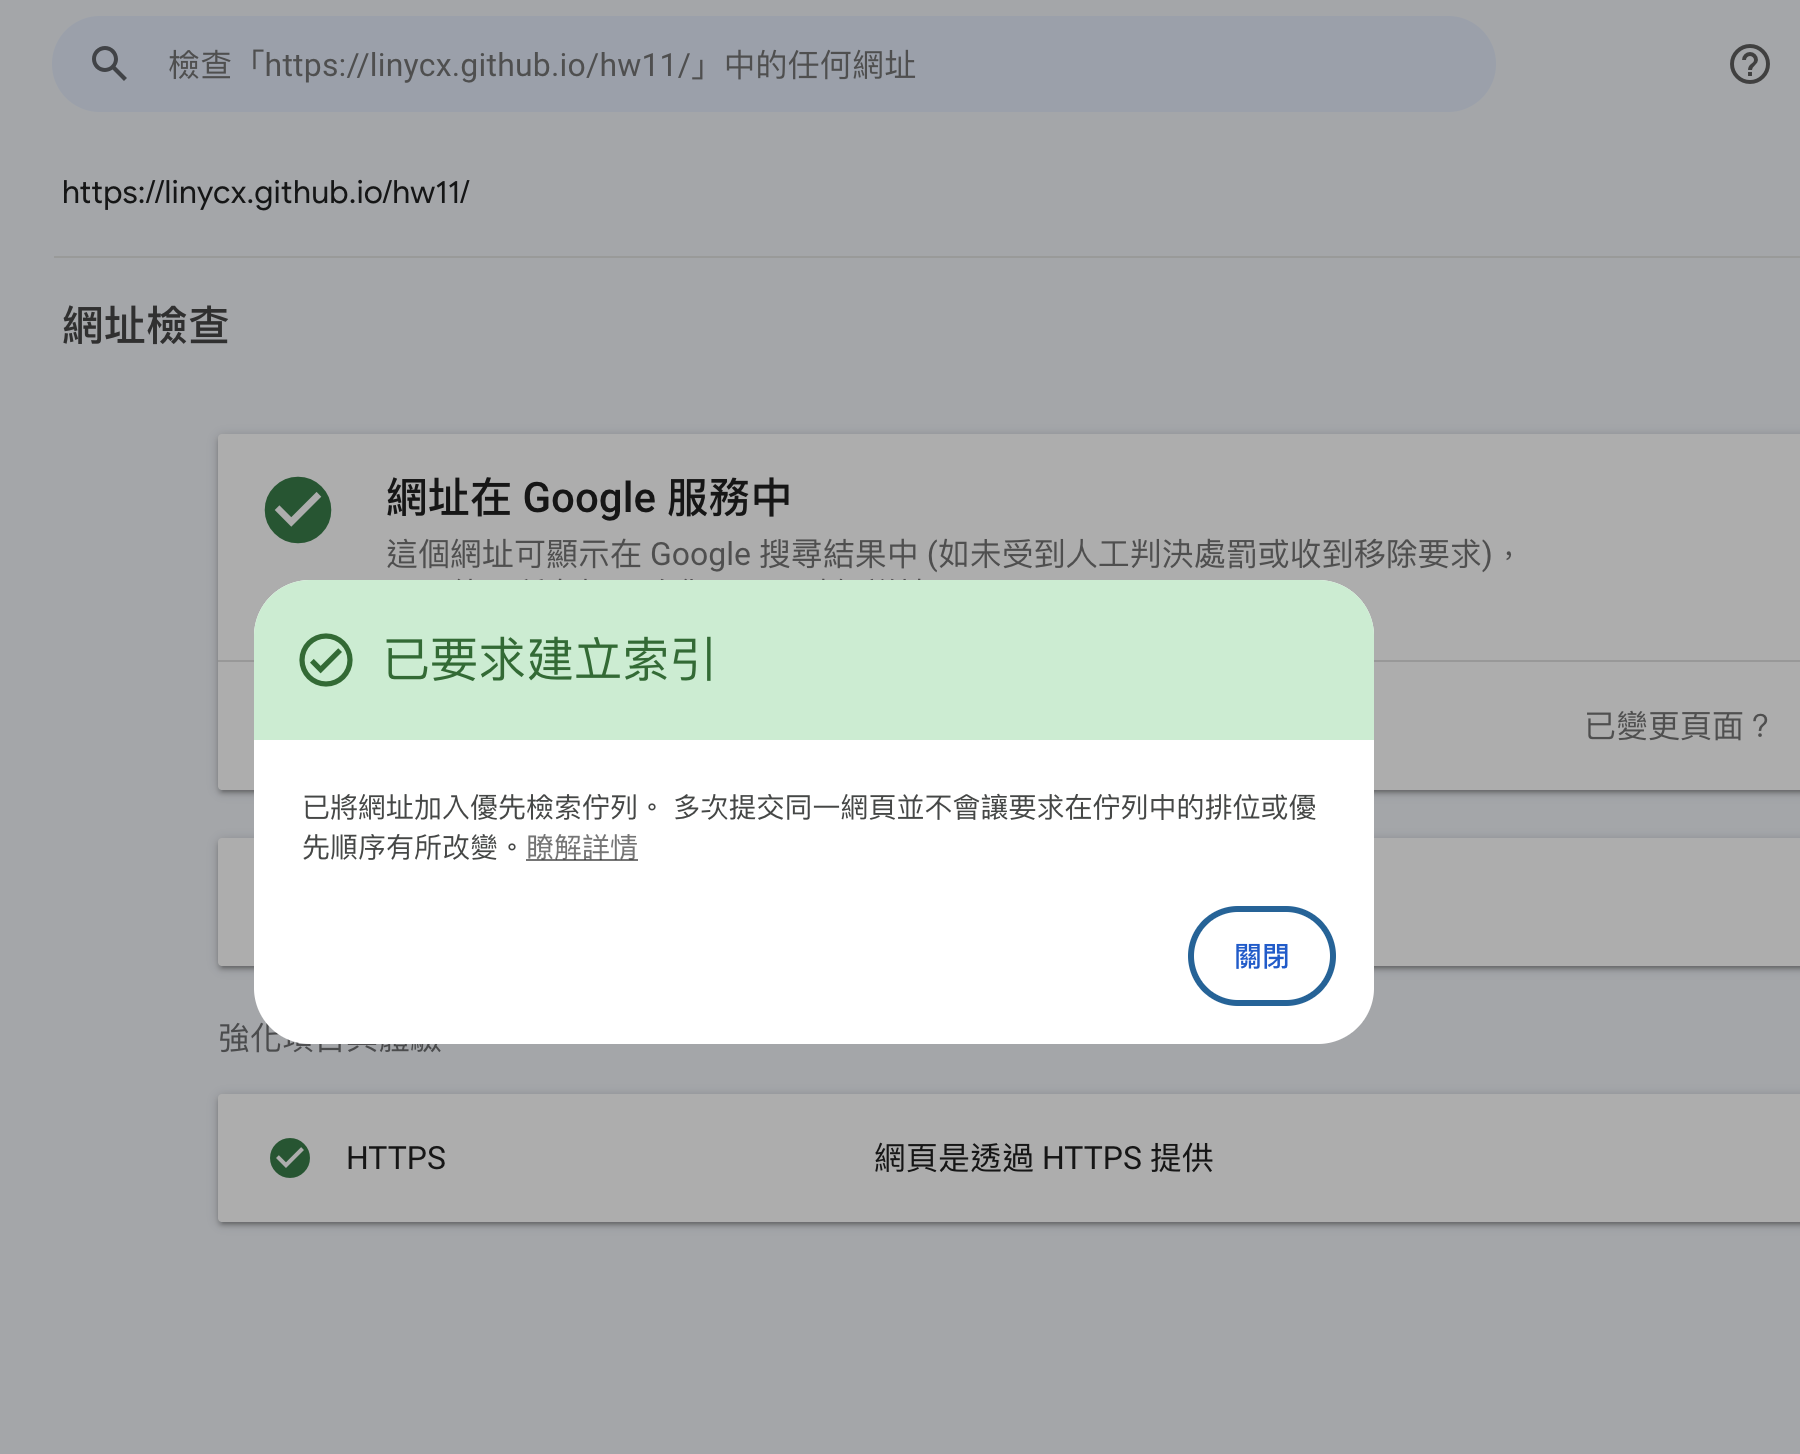 檢查「https://linycx.github.io/hw11/」中的任何網址
https://linycx.github.io/hw11/
網址檢查
網址在 Google 服務中
這個網址可顯示在 Google 搜尋結果中 (如未受到人工判決處罰或收到移除要求)，
已要求建立索引
已變更頁面？
已將網址加入優先檢索佇列。 多次提交同一網頁並不會讓要求在佇列中的排位或優
先順序有所改變。瞭解詳情
關閉
強化項目與體驗
HTTPS
網頁是透過 HTTPS 提供